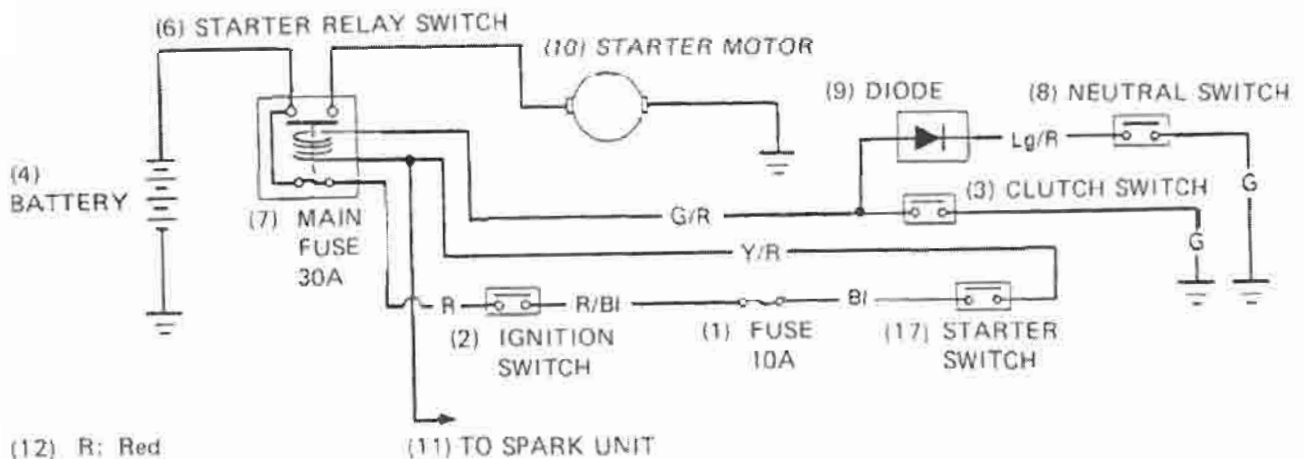 (6) STARTER RELAY SWITCH
(10) STARTER MOTOR
(9) DIODE
(8) NEUTRAL SWITCH
Lg/R
(4)
BATTERY
(3) CLUTCH SWITCH
G
(7) MAIN
FUSE
30A
G/R
G
Y/R
R
R/Bl
Bl
(2) IGNITION
SWITCH
(1) FUSE
10A
(17) STARTER
SWITCH
(12) R: Red
(11) TO SPARK UNIT